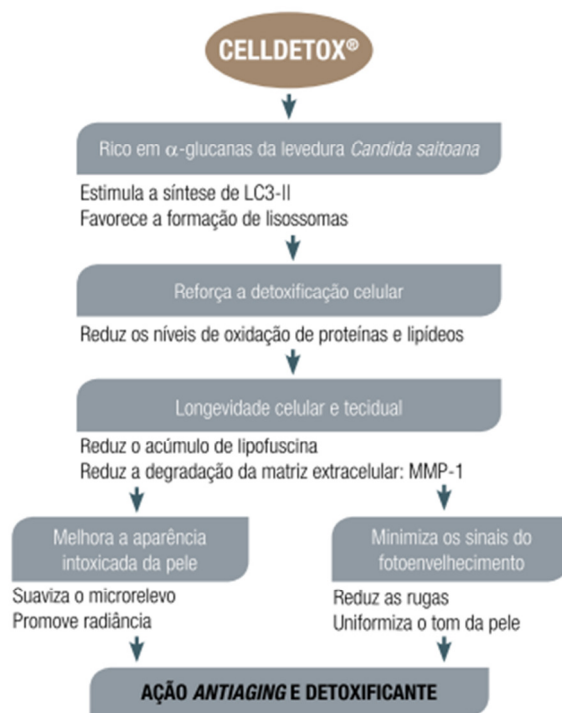 CELLDETOX®
Rico em α-glucanas da levedura Candida saitoana
Estimula a síntese de LC3-II
Favorece a formação de lisossomas
Reforça a detoxificação celular
Reduz os níveis de oxidação de proteínas e lipídeos
Longevidade celular e tecidual
Reduz o acúmulo de lipofuscina
Reduz a degradação da matriz extracelular: MMP-1
Melhora a aparência
intoxicada da pele
Suaviza o microrelevo
Promove radiância
Minimiza os sinais do
fotoenvelhecimento
Reduz as rugas
Uniformiza o tom da pele
AÇÃO ANTIAGING E DETOXIFICANTE